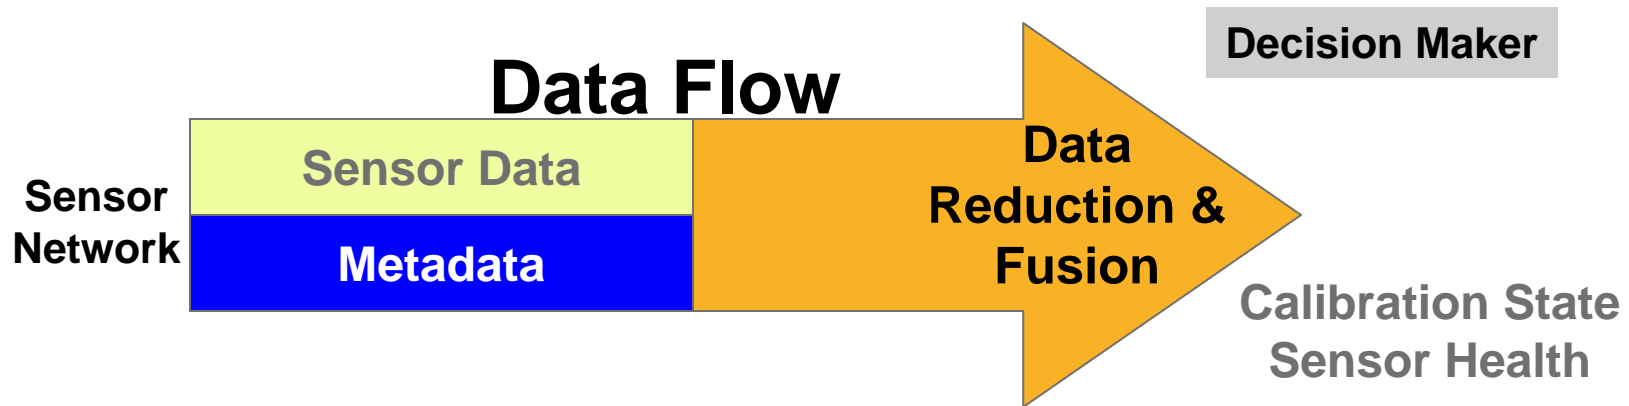 Decision Maker
Data Flow
Sensor
Network
Sensor Data
Metadata
Data
Reduction &
Fusion
Calibration State
Sensor Health